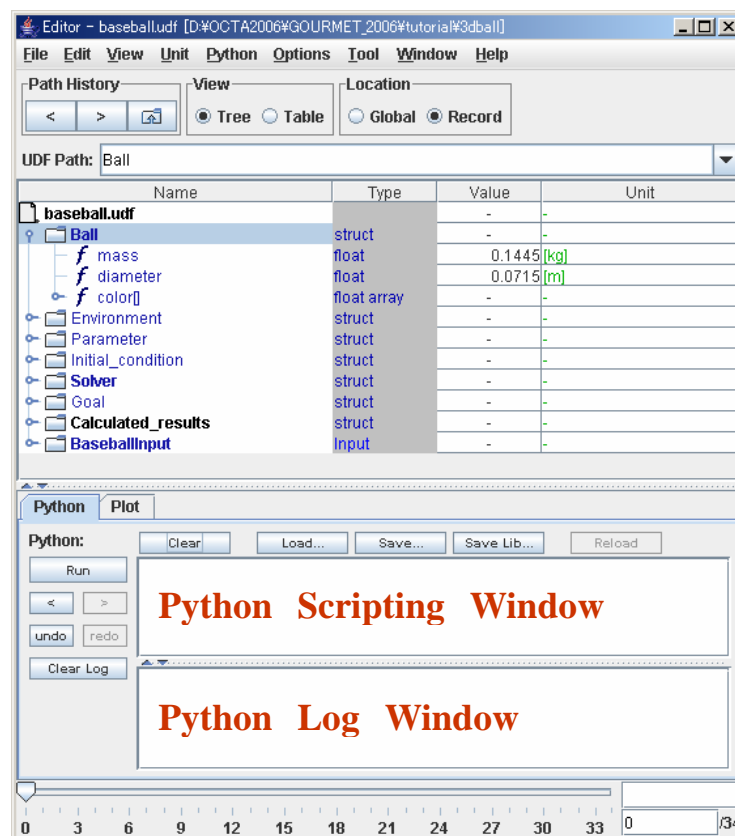 Editor - baseball.udf [D:¥OCTA2006¥GOURMET_2006¥tutorial¥3dball]
File Edit View Unit Python Options Tool Window Help
Path History View Location
< > Tree Table Global Record
UDF Path: Ball
Name Type Value Unit
baseball.udf - -
Ball struct - -
f mass float 0.1445 [kg]
f diameter float 0.0715 [m]
f color[] float array - -
Environment struct - -
Parameter struct - -
Initial_condition struct - -
Solver struct - -
Goal struct - -
Calculated_results struct - -
BaseballInput Input - -
Python Plot
Python: Clear Load... Save... Save Lib... Reload
Run
< >
undo redo
Clear Log
Python Scripting Window
Python Log Window
0 3 6 9 12 15 18 21 24 27 30 33
0 /34